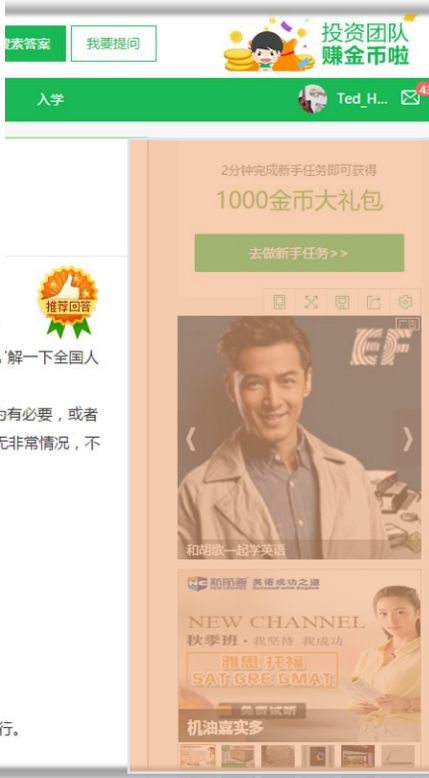 搜索答案
我要提问
投资团队
赚金币啦
入学
Ted_H...
43
2分钟完成新手任务即可获得
1000金币大礼包
去做新手任务>>
推荐回答
解一下全国人
为有必要，或者
无非常情况，不
广告
EF
和胡歌一起学英语
新航道 英语成功之道
NEW CHANNEL Succeed with English
NEW CHANNEL
秋季班·我坚持 我成功
雅思 托福
SAT GRE GMAT
免费试听
机油嘉实多
行。